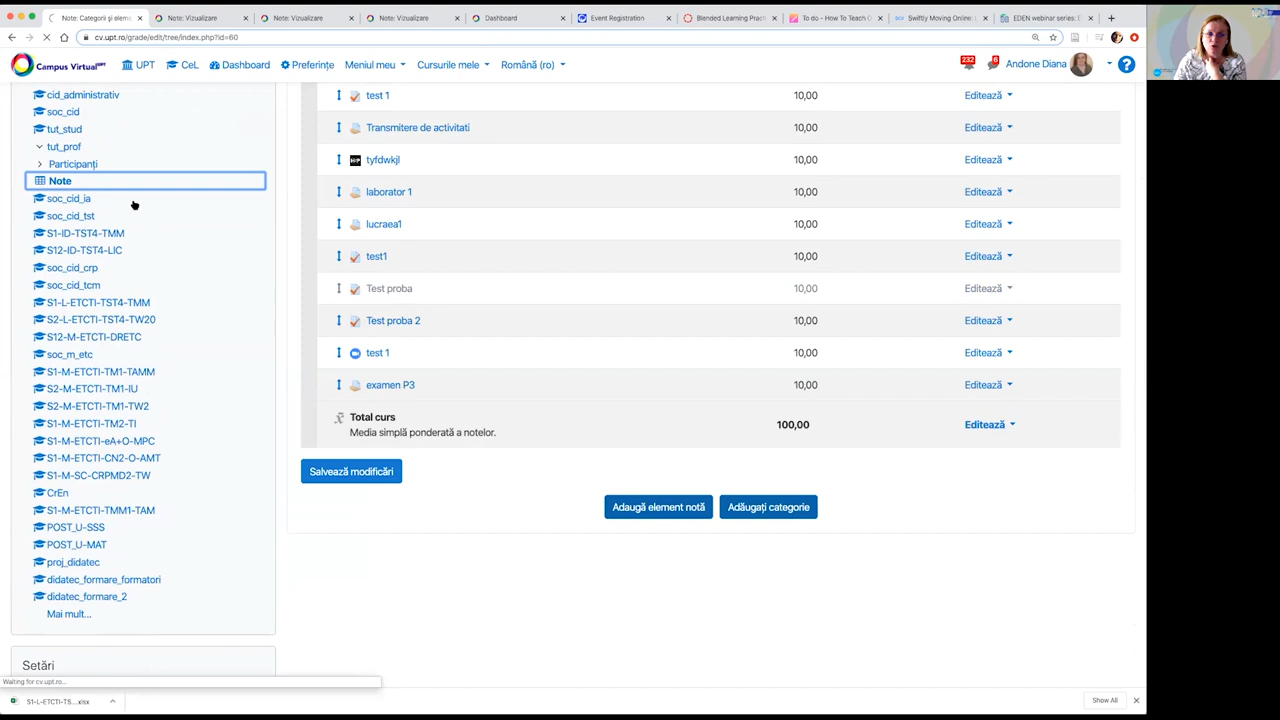 Note: Categorii și eleme
Note: Vizualizare
Note: Vizualizare
Note: Vizualizare
Dashboard
Event Registration
Blended Learning Pract
To do - How To Teach O
Swiftly Moving Online: L
EDEN webinar series: E
cv.upt.ro/grade/edit/tree/index.php?id=60
Campus Virtual UPT
UPT
CeL
Dashboard
Preferințe
Meniul meu
Cursurile mele
Română (ro)
232
6
Andone Diana
cid_administrativ
soc_cid
tut_stud
tut_prof
Participanți
Note
soc_cid_ia
soc_cid_tst
S1-ID-TST4-TMM
S12-ID-TST4-LIC
soc_cid_crp
soc_cid_tcm
S1-L-ETCTI-TST4-TMM
S2-L-ETCTI-TST4-TW20
S12-M-ETCTI-DRETC
soc_m_etc
S1-M-ETCTI-TM1-TAMM
S2-M-ETCTI-TM1-IU
S2-M-ETCTI-TM1-TW2
S1-M-ETCTI-TM2-TI
S1-M-ETCTI-eA+O-MPC
S1-M-ETCTI-CN2-O-AMT
S1-M-SC-CRPMD2-TW
CrEn
S1-M-ETCTI-TMM1-TAM
POST_U-SSS
POST_U-MAT
proj_didatec
didatec_formare_formatori
didatec_formare_2
Mai mult...
Setări
test 1 10,00 Editează
Transmitere de activitati 10,00 Editează
H-P tyfdwkjl 10,00 Editează
laborator 1 10,00 Editează
lucraea1 10,00 Editează
test1 10,00 Editează
Test proba 10,00 Editează
Test proba 2 10,00 Editează
test 1 10,00 Editează
examen P3 10,00 Editează
Total curs
Media simplă ponderată a notelor.
100,00 Editează
Salvează modificări
Adaugă element notă
Adăugați categorie
Waiting for cv.upt.ro...
S1-L-ETCTI-TS....xlsx
Show All